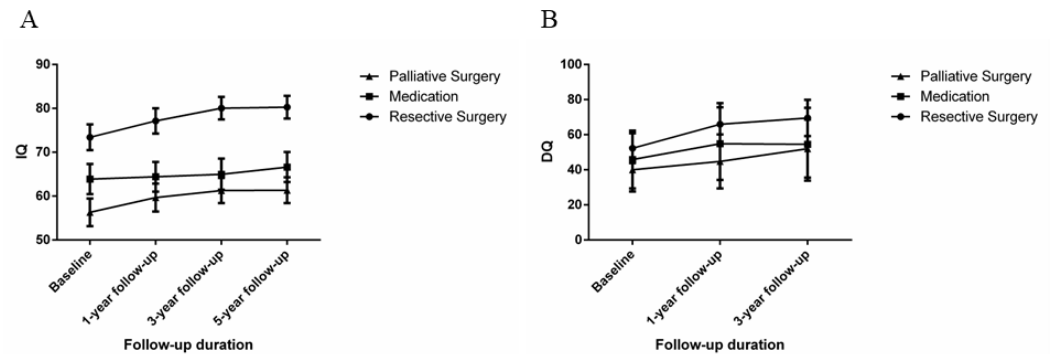 A
90
80
70
60
50
IQ
Baseline
1-year follow-up
3-year follow-up
5-year follow-up
Follow-up duration
Palliative Surgery
Medication
Resective Surgery
B
100
80
60
40
20
0
DQ
Baseline
1-year follow-up
3-year follow-up
Follow-up duration
Palliative Surgery
Medication
Resective Surgery